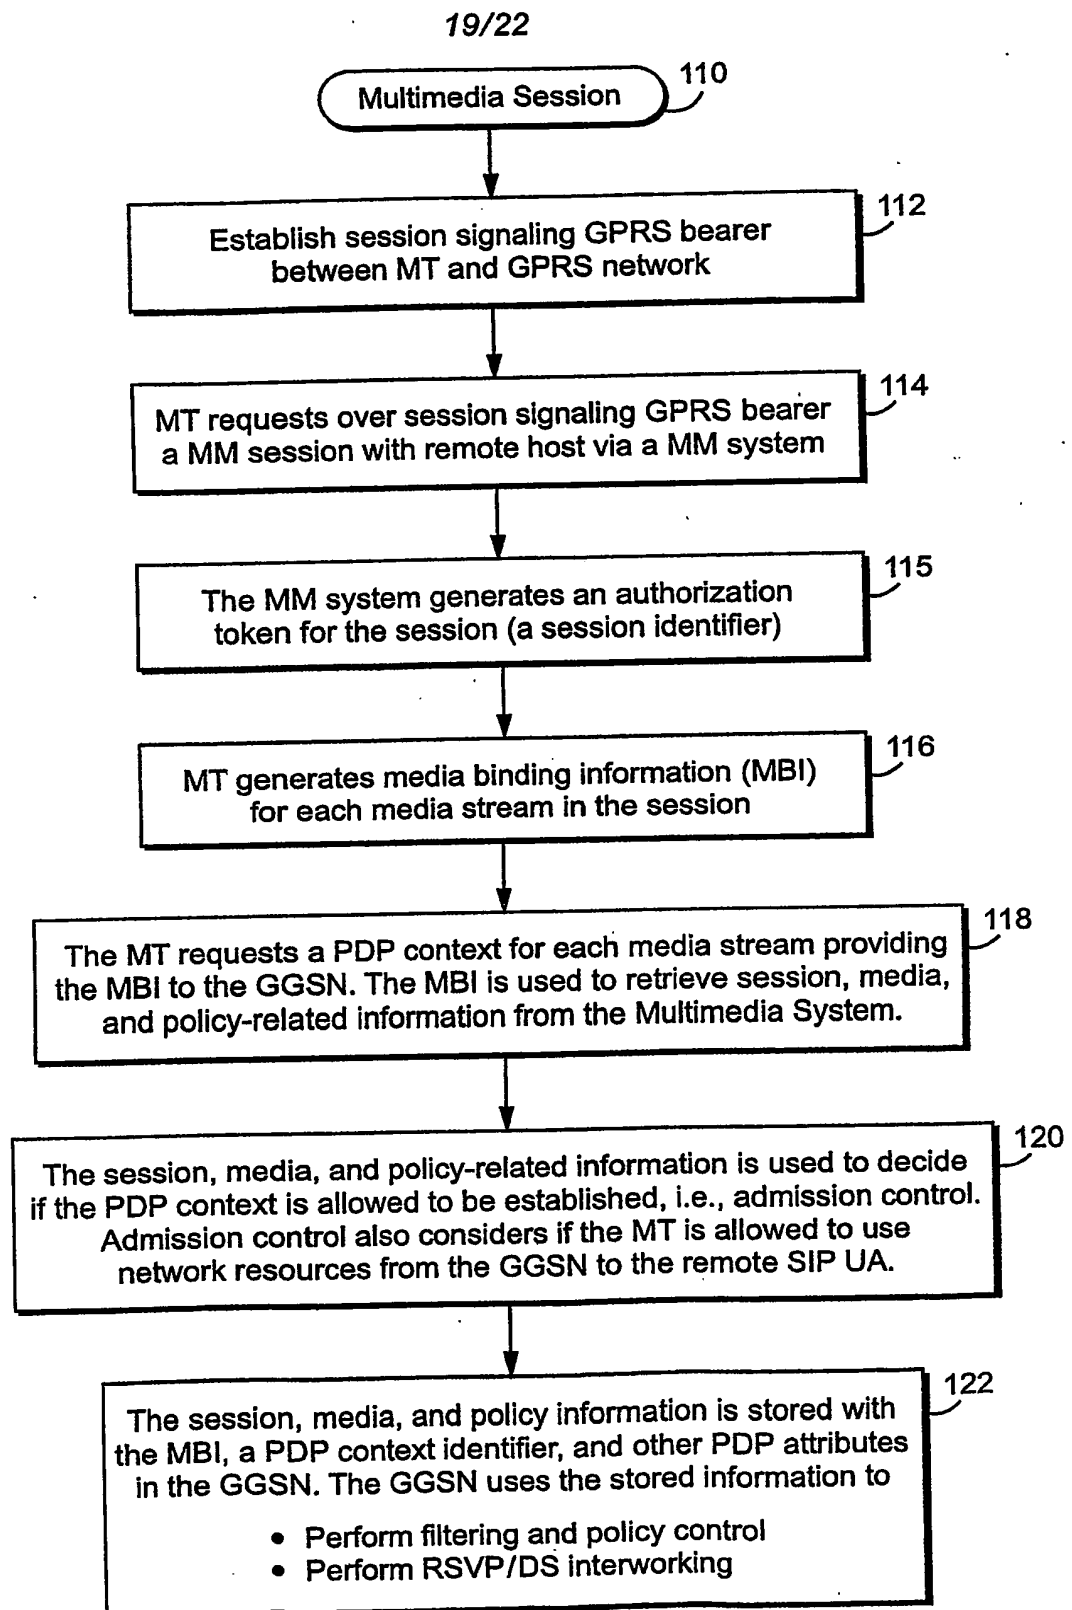 19/22
Multimedia Session
110
Establish session signaling GPRS bearer
between MT and GPRS network
112
MT requests over session signaling GPRS bearer
a MM session with remote host via a MM system
114
The MM system generates an authorization
token for the session (a session identifier)
115
MT generates media binding information (MBI)
for each media stream in the session
116
The MT requests a PDP context for each media stream providing
the MBI to the GGSN. The MBI is used to retrieve session, media,
and policy-related information from the Multimedia System.
118
The session, media, and policy-related information is used to decide
if the PDP context is allowed to be established, i.e., admission control.
Admission control also considers if the MT is allowed to use
network resources from the GGSN to the remote SIP UA.
120
The session, media, and policy information is stored with
the MBI, a PDP context identifier, and other PDP attributes
in the GGSN. The GGSN uses the stored information to
• Perform filtering and policy control
• Perform RSVP/DS interworking
122